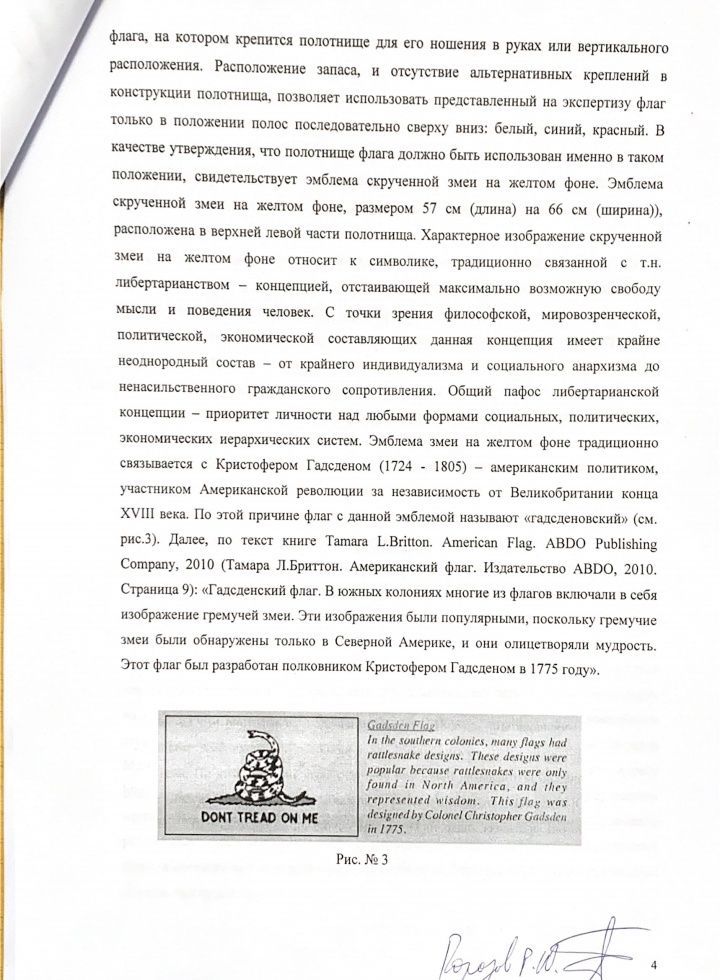 флага, на котором крепится полотнище для его ношения в руках или вертикального
расположения. Расположение запаса, и отсутствие альтернативных креплений в
конструкции полотнища, позволяет использовать представленный на экспертизу флаг
только в положении полос последовательно сверху вниз: белый, синий, красный. В
качестве утверждения, что полотнище флага должно быть использован именно в таком
положении, свидетельствует эмблема скрученной змеи на желтом фоне. Эмблема
скрученной змеи на желтом фоне, размером 57 см (длина) на 66 см (ширина)),
расположена в верхней левой части полотнища. Характерное изображение скрученной
змеи на желтом фоне относит к символике, традиционно связанной с т.н.
либертарианством – концепцией, отстаивающей максимально возможную свободу
мысли и поведения человек. С точки зрения философской, мировозренческой,
политической, экономической составляющих данная концепция имеет крайне
неоднородный состав – от крайнего индивидуализма и социального анархизма до
ненасильственного гражданского сопротивления. Общий пафос либертарианской
концепции – приоритет личности над любыми формами социальных, политических,
экономических иерархических систем. Эмблема змеи на желтом фоне традиционно
связывается с Кристофером Гадсденом (1724 - 1805) – американским политиком,
участником Американской революции за независимость от Великобритании конца
XVIII века. По этой причине флаг с данной эмблемой называют «гадсденовский» (см.
рис.3). Далее, по текст книге Tamara L.Britton. American Flag. ABDO Publishing
Company, 2010 (Тамара Л.Бриттон. Американский флаг. Издательство ABDO, 2010.
Страница 9): «Гадсденский флаг. В южных колониях многие из флагов включали в себя
изображение гремучей змеи. Эти изображения были популярными, поскольку гремучие
змеи были обнаружены только в Северной Америке, и они олицетворяли мудрость.
Этот флаг был разработан полковником Кристофером Гадсденом в 1775 году».
DONT TREAD ON ME
Gadsden Flag
In the southern colonies, many flags had
rattlesnake designs. These designs were
popular because rattlesnakes were only
found in North America, and they
represented wisdom. This flag was
designed by Colonel Christopher Gadsden
in 1775.
Рис. № 3
4